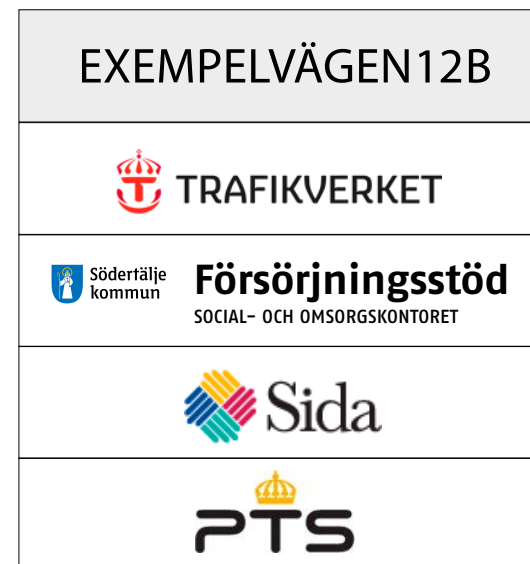 EXEMPELVÄGEN12B
TRAFIKVERKET
Södertälje
kommun
Försörjningsstöd
SOCIAL- OCH OMSORGSKONTORET
Sida
PTS